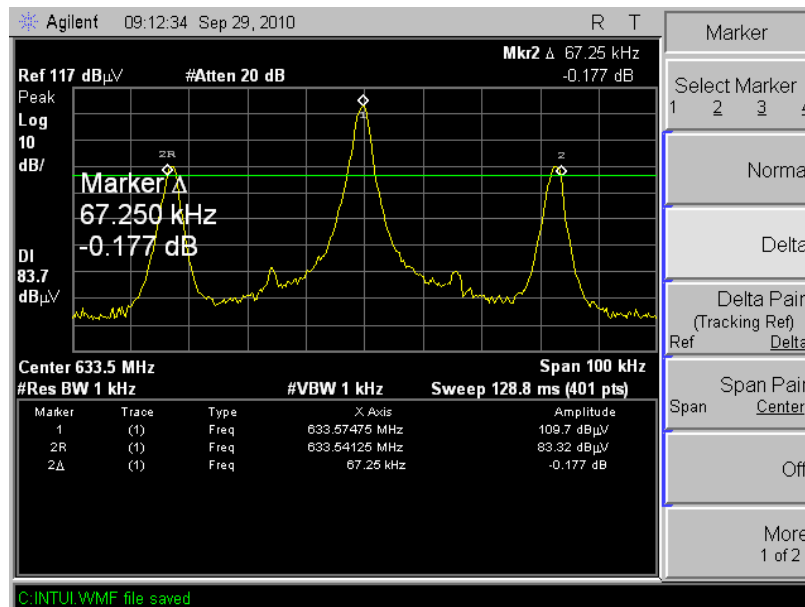 Agilent 09:12:34 Sep 29, 2010 R T
Mkr2 Δ 67.25 kHz
Ref 117 dBμV #Atten 20 dB -0.177 dB
Peak
Log
10
dB/
DI
83.7
dBμV
1
2R
2
Marker Δ
67.250 kHz
-0.177 dB
Center 633.5 MHz Span 100 kHz
#Res BW 1 kHz #VBW 1 kHz Sweep 128.8 ms (401 pts)
Marker Trace Type X Axis Amplitude
1 (1) Freq 633.57475 MHz 109.7 dBμV
2R (1) Freq 633.54125 MHz 83.32 dBμV
2Δ (1) Freq 67.25 kHz -0.177 dB
C:INTUI.WMF file saved
Marker
Select Marker
1 2 3 4
Norma
Delta
Delta Pair
(Tracking Ref)
Ref Delta
Span Pair
Span Center
Off
More
1 of 2